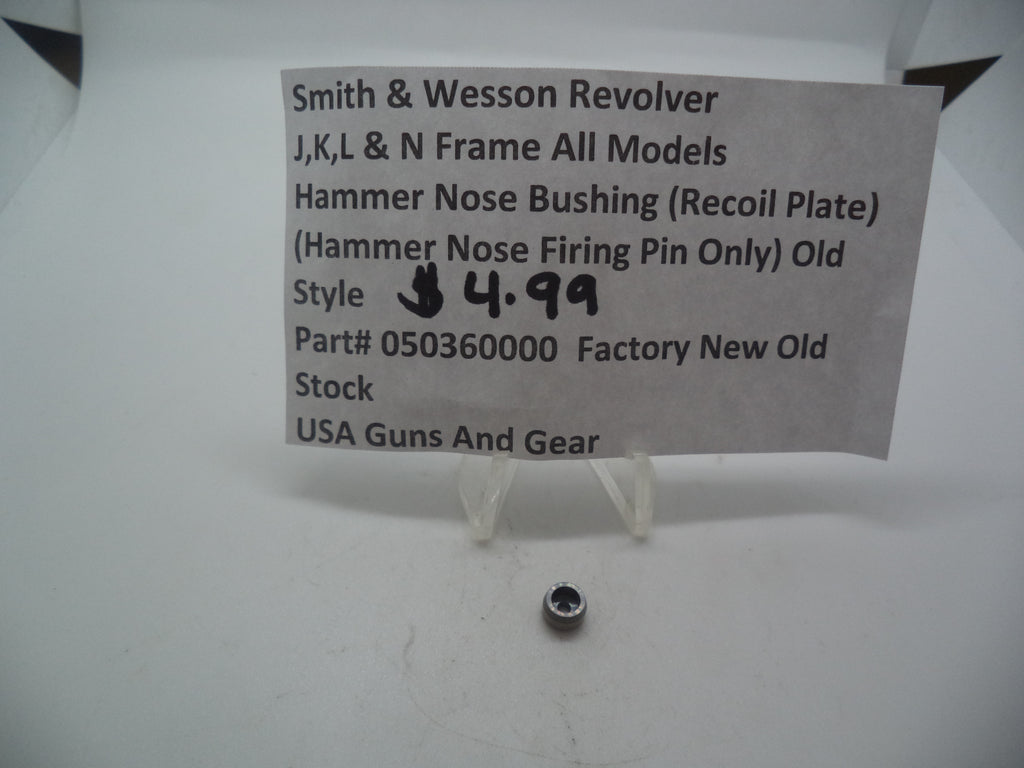 Smith & Wesson Revolver
J,K,L & N Frame All Models
Hammer Nose Bushing (Recoil Plate)
(Hammer Nose Firing Pin Only) Old
Style $ 4.99
Part# 050360000 Factory New Old
Stock
USA Guns And Gear